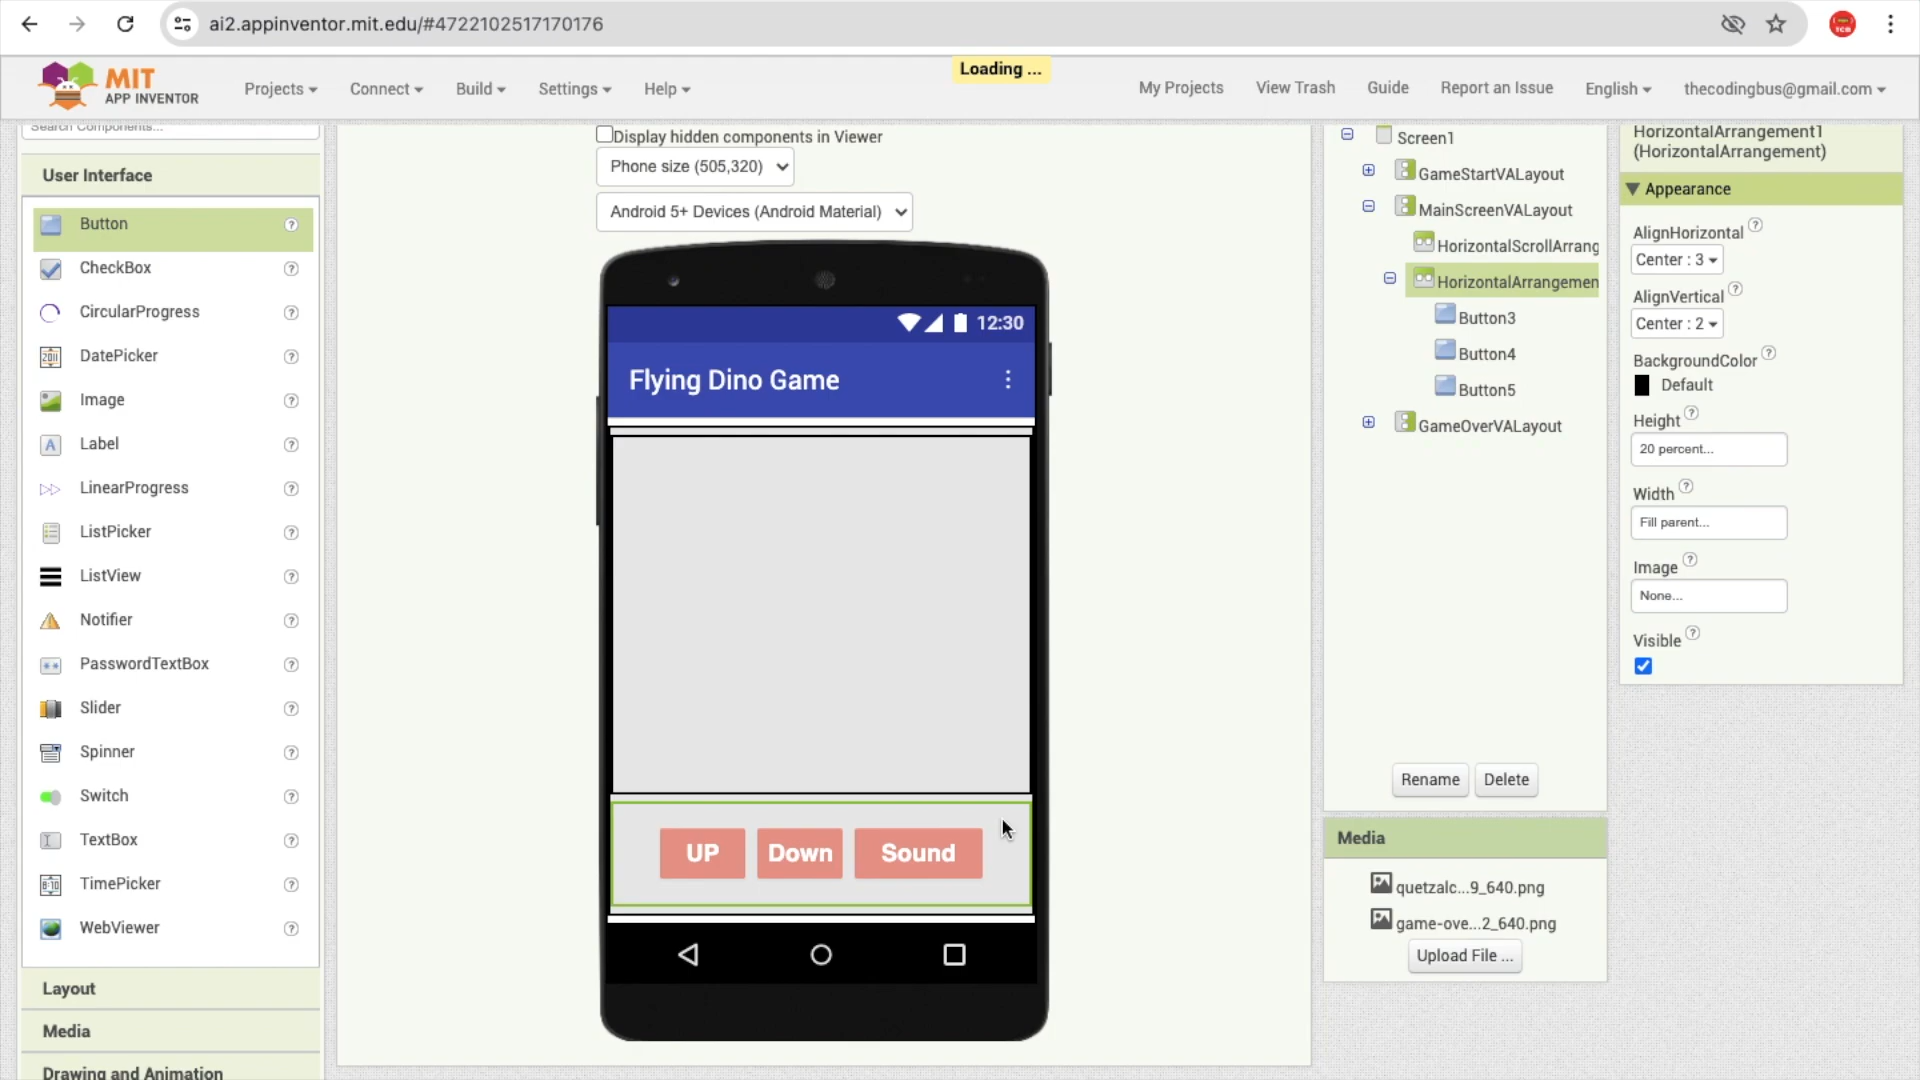 ai2.appinventor.mit.edu/#4722102517170176
MIT
APP INVENTOR
Projects
Connect
Build
Settings
Help
Loading ...
My Projects
View Trash
Guide
Report an Issue
English
thecodingbus@gmail.com
Search Components...
User Interface
Button
CheckBox
CircularProgress
DatePicker
Image
Label
LinearProgress
ListPicker
ListView
Notifier
PasswordTextBox
Slider
Spinner
Switch
TextBox
TimePicker
WebViewer
Layout
Media
Drawing and Animation
Display hidden components in Viewer
Phone size (505,320)
Android 5+ Devices (Android Material)
12:30
Flying Dino Game
UP
Down
Sound
Screen1
GameStartVALayout
MainScreenVALayout
HorizontalScrollArrang
HorizontalArrangemen
Button3
Button4
Button5
GameOverVALayout
Rename
Delete
Media
quetzalc...9_640.png
game-ove...2_640.png
Upload File ...
HorizontalArrangement1
(HorizontalArrangement)
Appearance
AlignHorizontal
Center : 3
AlignVertical
Center : 2
BackgroundColor
Default
Height
20 percent...
Width
Fill parent...
Image
None...
Visible